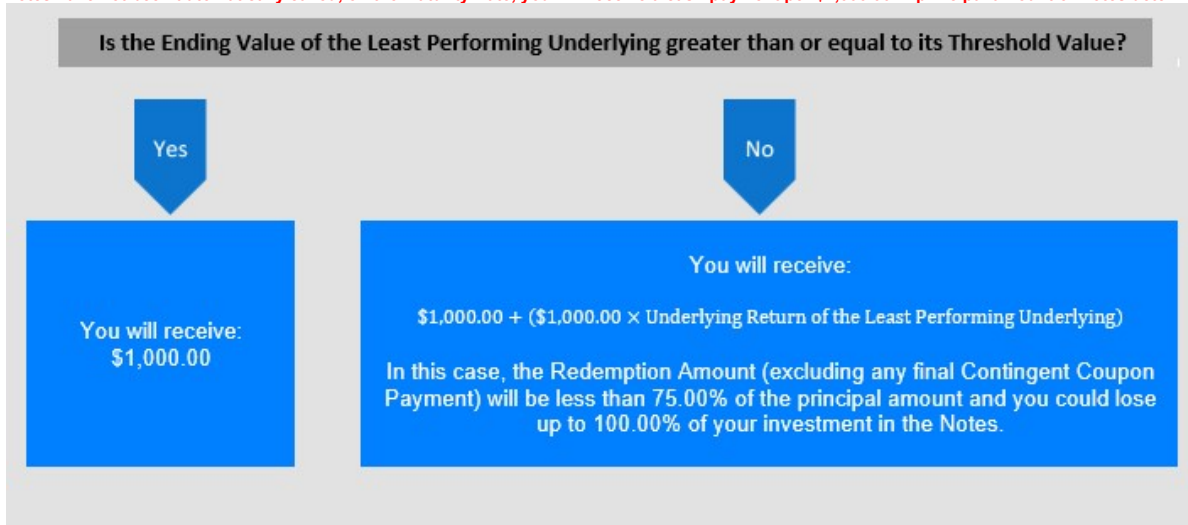 Is the Ending Value of the Least Performing Underlying greater than or equal to its Threshold Value?
Yes
No
You will receive:
$1,000.00
You will receive:
$1,000.00 + ($1,000.00 × Underlying Return of the Least Performing Underlying)
In this case, the Redemption Amount (excluding any final Contingent Coupon
Payment) will be less than 75.00% of the principal amount and you could lose
up to 100.00% of your investment in the Notes.